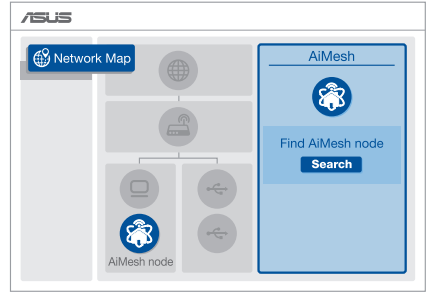 ASUS
Network Map
AiMesh
Find AiMesh node
Search
AiMesh node